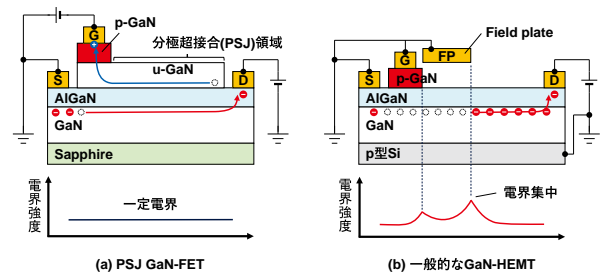 p-GaN
G
分極超接合(PSJ)領域
u-GaN
S
D
AlGaN
GaN
Sapphire
電界強度
一定電界
(a) PSJ GaN-FET
Field plate
FP
G
p-GaN
S
D
AlGaN
GaN
p型Si
電界強度
電界集中
(b) 一般的なGaN-HEMT